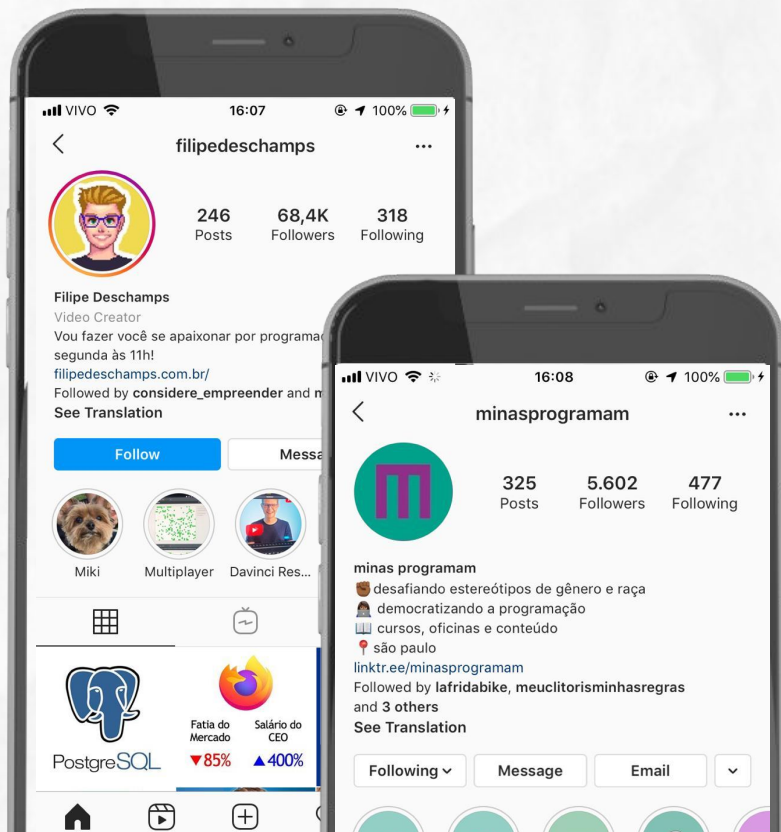 VIVO 16:07 100%
filipedeschamps
246 68,4K 318
Posts Followers Following
Filipe Deschamps
Video Creator
Vou fazer você se apaixonar por
segunda às 11h!
filipedeschamps.com.br/
Followed by considere_empreender and
See Translation
Follow
Miki Multiplayer Davinci Res...
PostgreSQL
Fatia do Mercado
▼85%
Salário do CEO
▲400%
VIVO 16:08 100%
minasprogramam
325 5.602 477
Posts Followers Following
m
minas programam
✊🏾desafiando estereótipos de gênero e raça
👩🏾‍💻 democratizando a programação
📖 cursos, oficinas e conteúdo
📍 são paulo
linktr.ee/minasprogramam
Followed by lafridabike, meuclitorisminhasregras
and 3 others
See Translation
Following Message Email